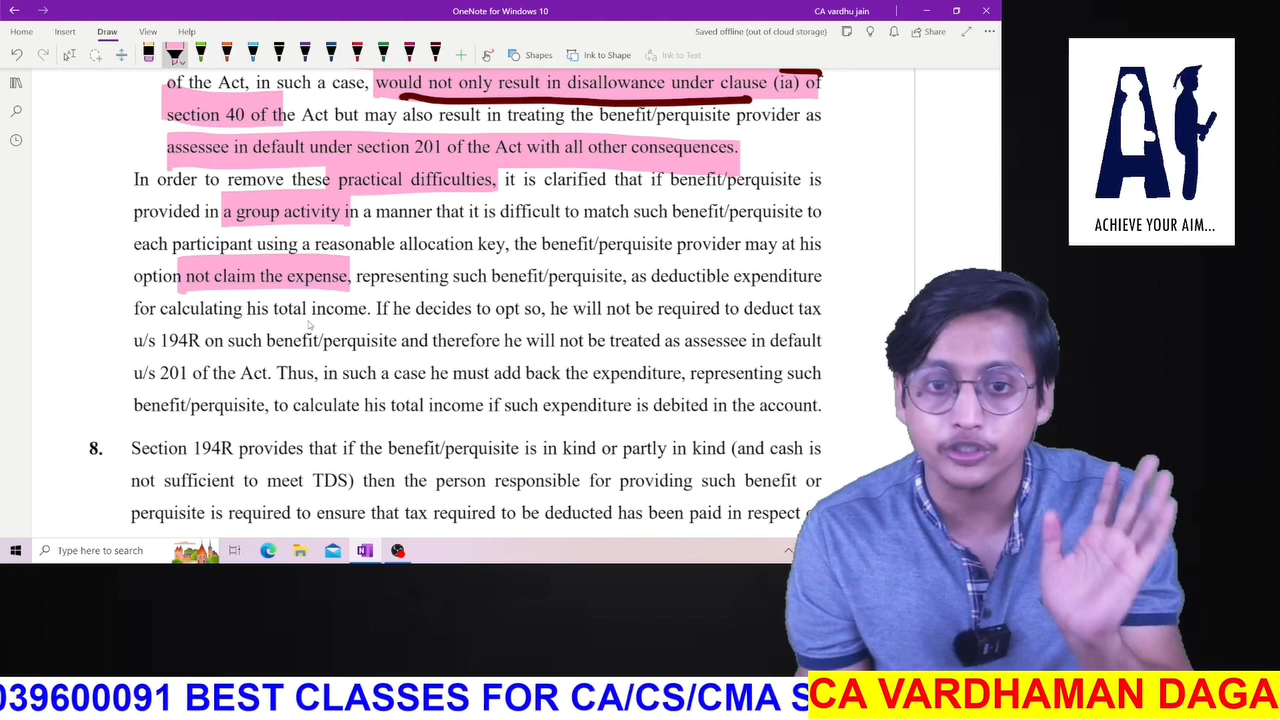 OneNote for Windows 10
CA vardhu jain
Home Insert Draw View Help
Saved offline (out of cloud storage)
Share
Shapes
Ink to Shape
Ink to Text
of the Act, in such a case, would not only result in disallowance under clause (ia) of
section 40 of the Act but may also result in treating the benefit/perquisite provider as
assessee in default under section 201 of the Act with all other consequences.
In order to remove these practical difficulties, it is clarified that if benefit/perquisite is
provided in a group activity in a manner that it is difficult to match such benefit/perquisite to
each participant using a reasonable allocation key, the benefit/perquisite provider may at his
option not claim the expense, representing such benefit/perquisite, as deductible expenditure
for calculating his total income. If he decides to opt so, he will not be required to deduct tax
u/s 194R on such benefit/perquisite and therefore he will not be treated as assessee in default
u/s 201 of the Act. Thus, in such a case he must add back the expenditure, representing such
benefit/perquisite, to calculate his total income if such expenditure is debited in the account.
8. Section 194R provides that if the benefit/perquisite is in kind or partly in kind (and cash is
not sufficient to meet TDS) then the person responsible for providing such benefit or
perquisite is required to ensure that tax required to be deducted has been paid in respect
Type here to search
A1
ACHIEVE YOUR AIM...
039600091 BEST CLASSES FOR CA/CS/CMA S
CA VARDHAMAN DAGA